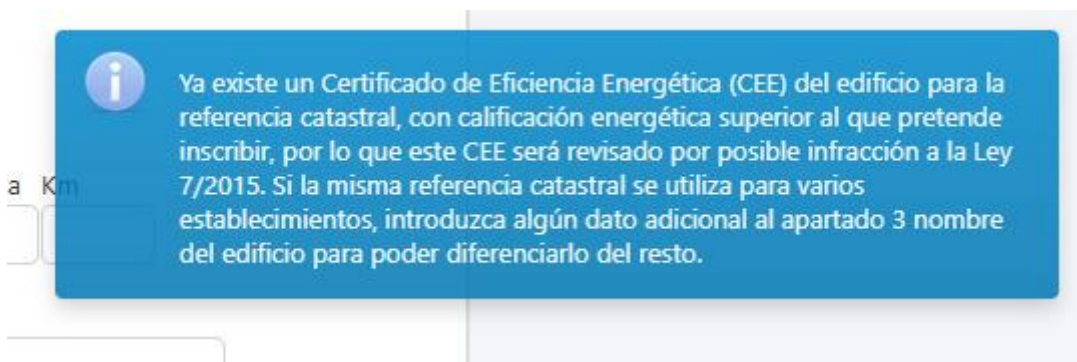 Ya existe un Certificado de Eficiencia Energética (CEE) del edificio para la
referencia catastral, con calificación energética superior al que pretende
inscribir, por lo que este CEE será revisado por posible infracción a la Ley
7/2015. Si la misma referencia catastral se utiliza para varios
establecimientos, introduzca algún dato adicional al apartado 3 nombre
del edificio para poder diferenciarlo del resto.
a Km